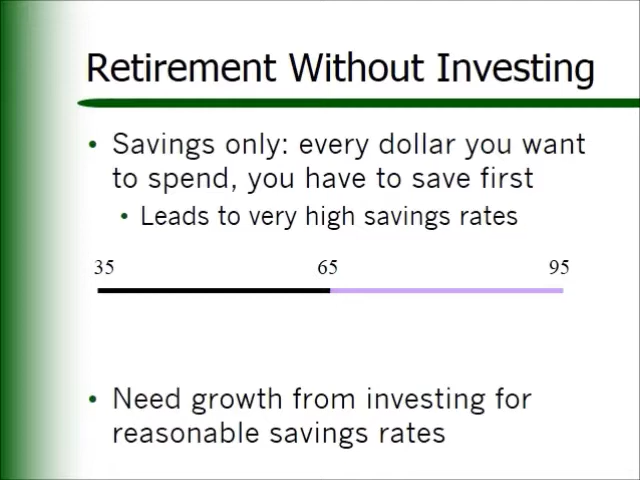 Retirement Without Investing
• Savings only: every dollar you want
to spend, you have to save first
• Leads to very high savings rates
35 65 95
• Need growth from investing for
reasonable savings rates